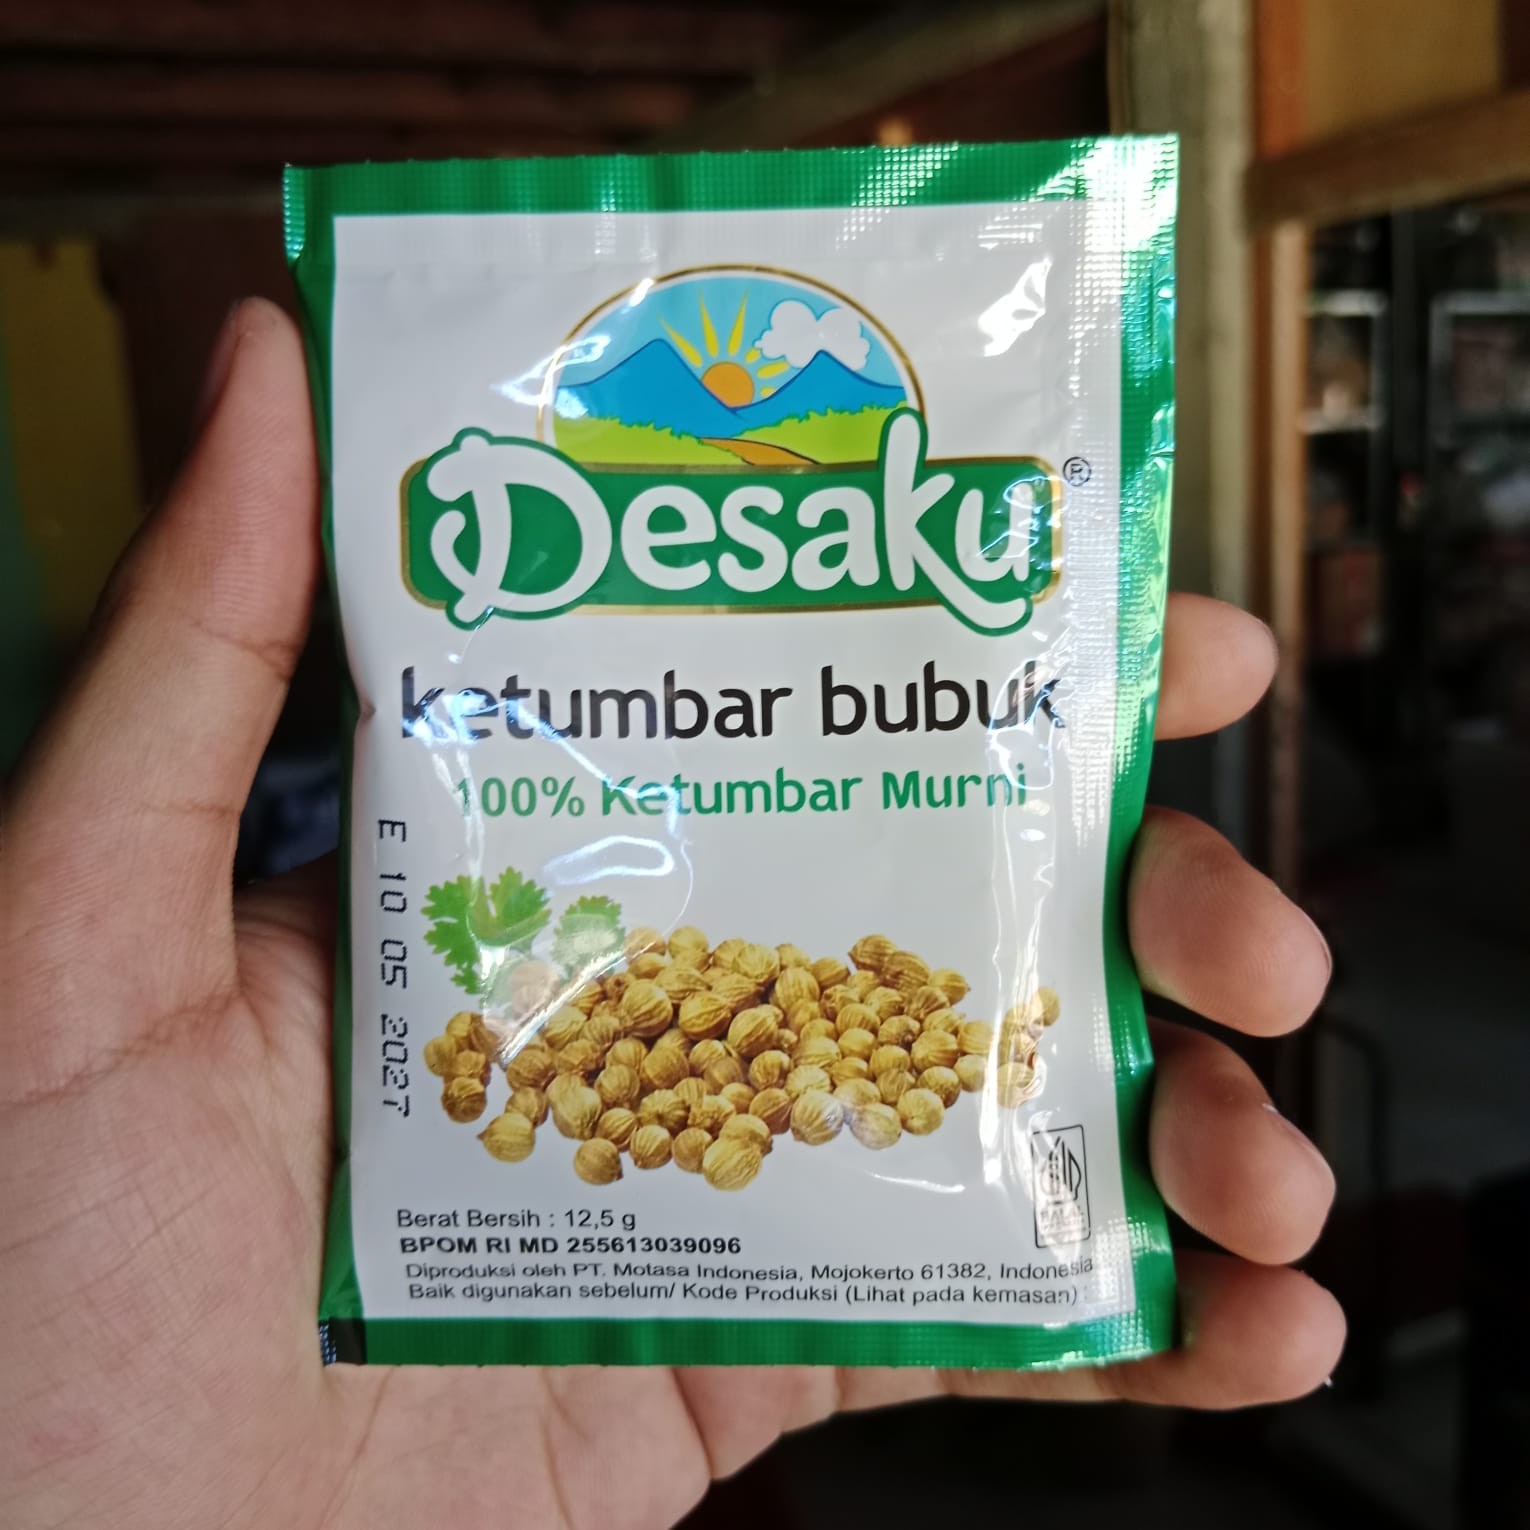 Desaku ®
ketumbar bubuk
100% Ketumbar Murni
E 10 05 2027
Berat Bersih : 12,5 g
BPOM RI MD 255613039096
Diproduksi oleh PT. Motasa Indonesia, Mojokerto 61382, Indonesia
Baik digunakan sebelum/ Kode Produksi (Lihat pada kemasan)
HALAL